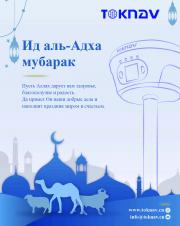 TOKNAV
Ид аль-Адха
мубарак
Пусть Аллах дарует вам здоровье,
благополучие и радость.
Да примет Он ваши добрые дела и
наполнит праздник миром и счастьем.
www.toknav.cn
info@toknav.cn